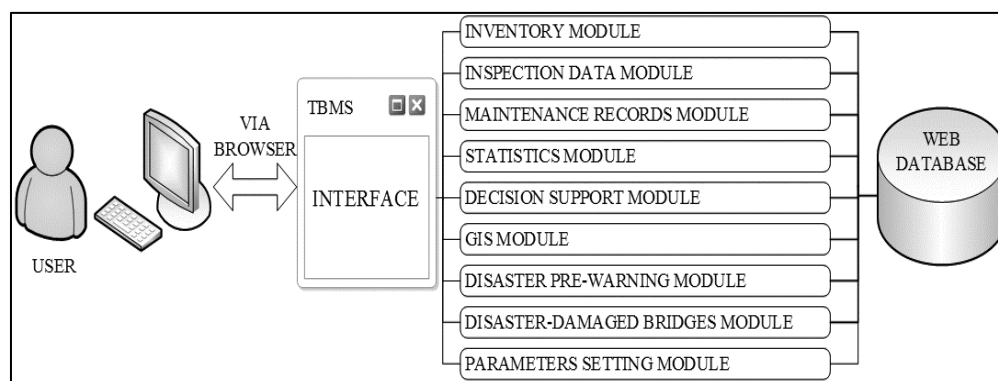 USER
VIA
BROWSER
TBMS
INTERFACE
INVENTORY MODULE
INSPECTION DATA MODULE
MAINTENANCE RECORDS MODULE
STATISTICS MODULE
DECISION SUPPORT MODULE
GIS MODULE
DISASTER PRE-WARNING MODULE
DISASTER-DAMAGED BRIDGES MODULE
PARAMETERS SETTING MODULE
WEB
DATABASE